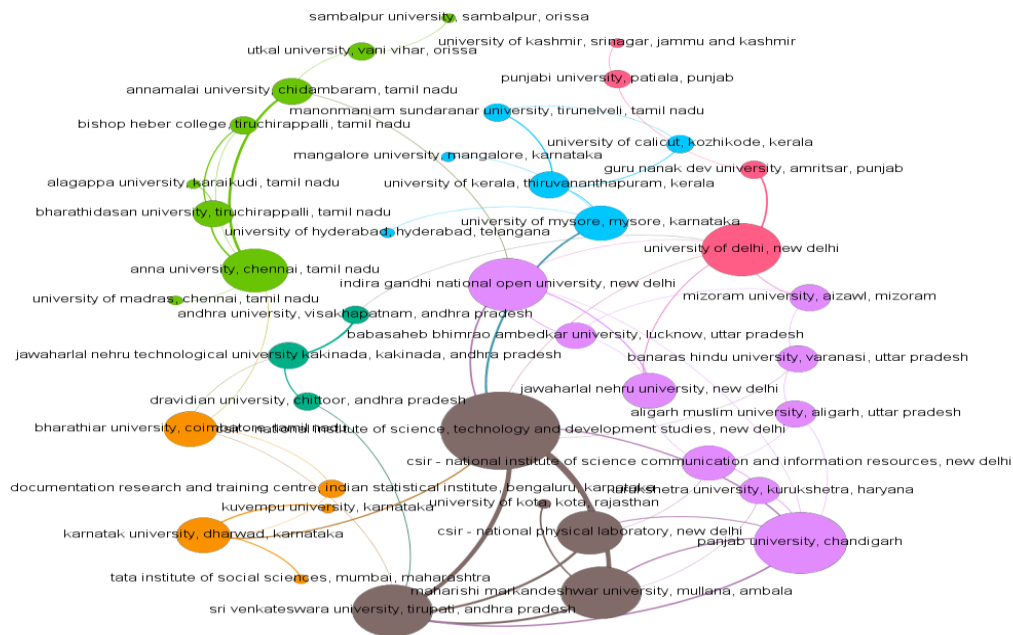 sambalpur university, sambalpur, orissa
university of kashmir, srinagar, jammu and kashmir
utkal university, vani vihar, orissa
punjabi university, patiala, punjab
annamalai university, chidambaram, tamil nadu
manonmaniam sundaranar university, tirunelveli, tamil nadu
bishop heber college, tiruchirappalli, tamil nadu
university of calicut, kozhikode, kerala
mangalore university, mangalore, karnataka
guru nanak dev university, amritsar, punjab
alagappa university, karaikudi, tamil nadu
university of kerala, thiruvananthapuram, kerala
bharathidasan university, tiruchirappalli, tamil nadu
university of mysore, mysore, karnataka
university of hyderabad, hyderabad, telangana
university of delhi, new delhi
anna university, chennai, tamil nadu
indira gandhi national open university, new delhi
mizoram university, aizawl, mizoram
university of madras, chennai, tamil nadu
andhra university, visakhapatnam, andhra pradesh
babasaheb bhimrao ambedkar university, lucknow, uttar pradesh
jawaharlal nehru technological university kakinada, kakinada, andhra pradesh
banaras hindu university, varanasi, uttar pradesh
jawaharlal nehru university, new delhi
dravidian university, chittoor, andhra pradesh
aligarh muslim university, aligarh, uttar pradesh
bharathiar university, coimbatore, tamil nadu
csir - national institute of science, technology and development studies, new delhi
csir - national institute of science communication and information resources, new delhi
documentation research and training centre, indian statistical institute, bengaluru, karnataka
kurukshetra university, kurukshetra, haryana
university of kota, kota, rajasthan
kuvempu university, karnataka
csir - national physical laboratory, new delhi
karnatak university, dharwad, karnataka
panjab university, chandigarh
tata institute of social sciences, mumbai, maharashtra
maharishi markandeshwar university, mullana, ambala
sri venkateswara university, tirupati, andhra pradesh